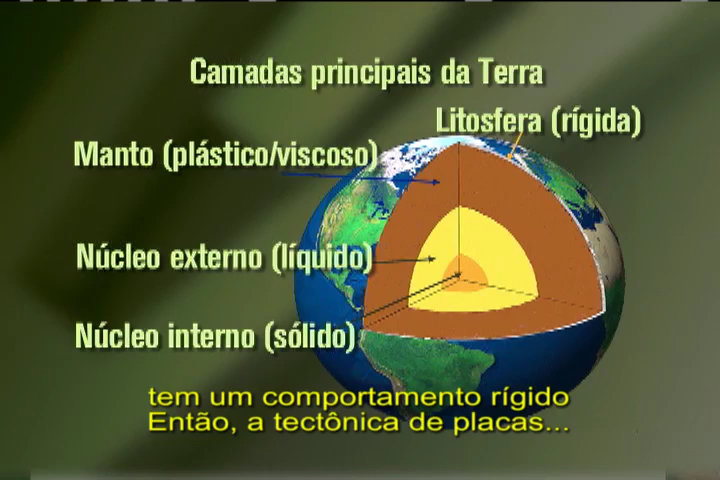 Camadas principais da Terra
Litosfera (rígida)
Manto (plástico/viscoso)
Núcleo externo (líquido)
Núcleo interno (sólido)
tem um comportamento rígido
Então, a tectônica de placas...